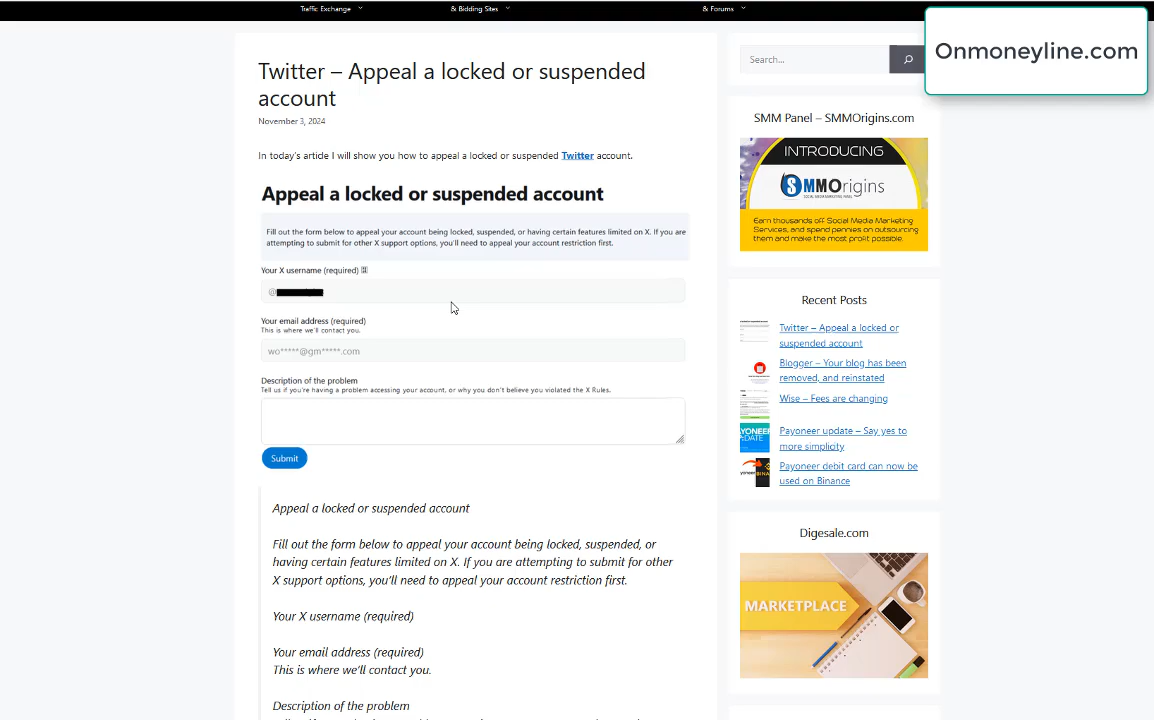 Traffic Exchange
& Bidding Sites
& Forums
Onmoneyline.com
Twitter – Appeal a locked or suspended
account
November 3, 2024
In today's article I will show you how to appeal a locked or suspended Twitter account.
Appeal a locked or suspended account
Fill out the form below to appeal your account being locked, suspended, or having certain features limited on X. If you are
attempting to submit for other X support options, you'll need to appeal your account restriction first.
Your X username (required)
@
Your email address (required)
This is where we'll contact you.
wo*****@gm*****.com
Description of the problem
Tell us if you're having a problem accessing your account, or why you don't believe you violated the X Rules.
Submit
Appeal a locked or suspended account
Fill out the form below to appeal your account being locked, suspended, or
having certain features limited on X. If you are attempting to submit for other
X support options, you'll need to appeal your account restriction first.
Your X username (required)
Your email address (required)
This is where we'll contact you.
Description of the problem
Search...
SMM Panel – SMMOrigins.com
INTRODUCING
SMMOrigins
SOCIAL MEDIA MARKETING PANEL
Earn thousands off Social Media Marketing
Services, and spend pennies on outsourcing
them and make the most profit possible.
Recent Posts
Twitter – Appeal a locked or
suspended account
Blogger – Your blog has been
removed, and reinstated
Wise – Fees are changing
Payoneer update – Say yes to
more simplicity
Payoneer debit card can now be
used on Binance
Digesale.com
MARKETPLACE